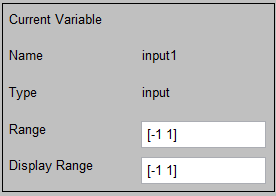 Current Variable
Name input1
Type input
Range [-1 1]
Display Range [-1 1]